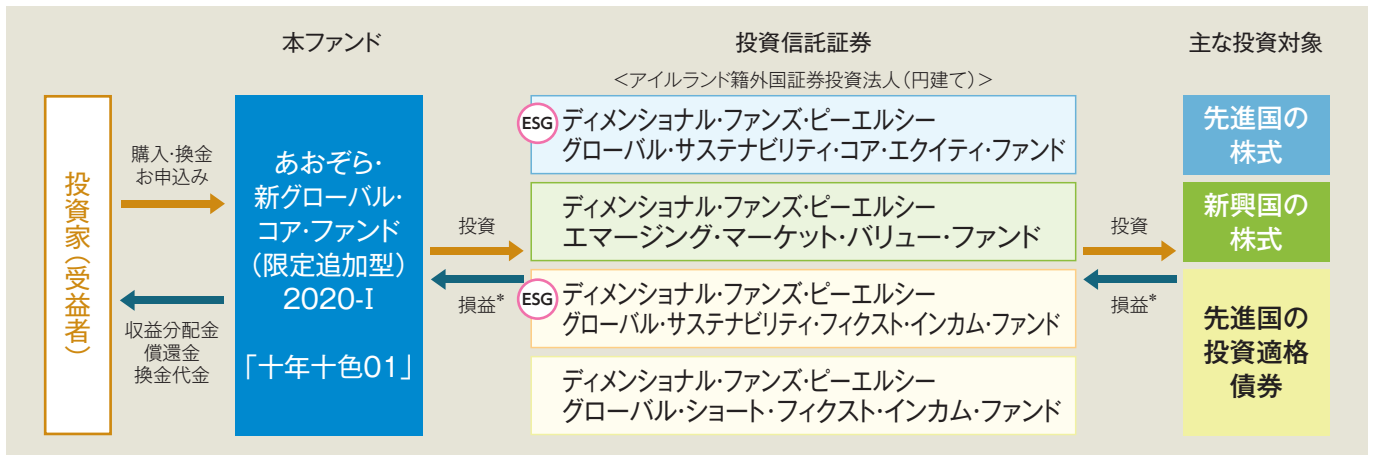 本ファンド
投資信託証券
主な投資対象
<アイルランド籍外国証券投資法人(円建て)>
投資家(受益者)
購入・換金
お申込み
収益分配金
償還金
換金代金
あおぞら・
新グローバル・
コア・ファンド
(限定追加型)
2020-I
「十年十色01」
投資
損益*
ESG
ディメンショナル・ファンズ・ピーエルシー
グローバル・サステナビリティ・コア・エクイティ・ファンド
ディメンショナル・ファンズ・ピーエルシー
エマージング・マーケット・バリュー・ファンド
ESG
ディメンショナル・ファンズ・ピーエルシー
グローバル・サステナビリティ・フィクスト・インカム・ファンド
ディメンショナル・ファンズ・ピーエルシー
グローバル・ショート・フィクスト・インカム・ファンド
投資
損益*
先進国の
株式
新興国の
株式
先進国の
投資適格
債券